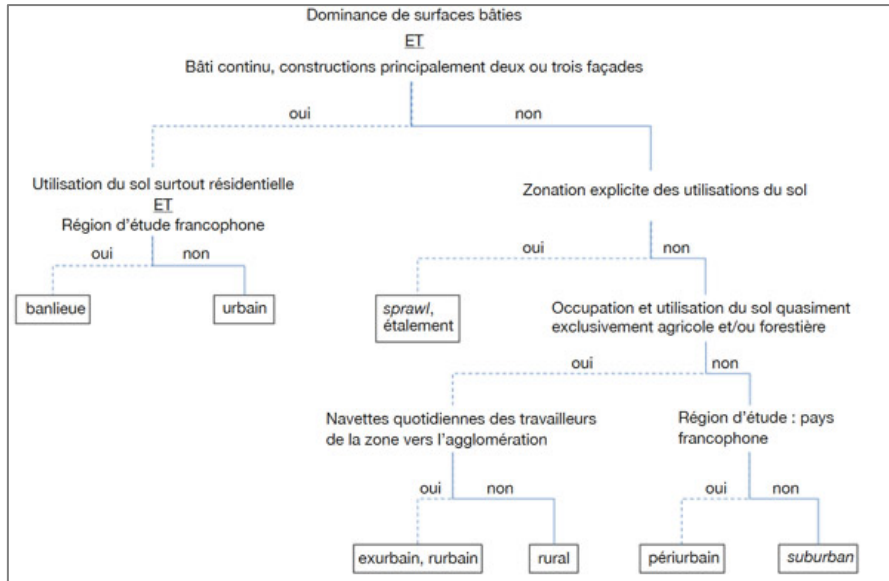 Dominance de surfaces bâties
ET
Bâti continu, constructions principalement deux ou trois façades
oui
non
Utilisation du sol surtout résidentielle
ET
Région d'étude francophone
Zonation explicite des utilisations du sol
oui
non
oui
non
banlieue
urbain
sprawl,
étalement
Occupation et utilisation du sol quasiment
exclusivement agricole et/ou forestière
oui
non
Navettes quotidiennes des travailleurs
de la zone vers l'agglomération
Région d'étude : pays
francophone
oui
non
oui
non
exurbain, rurbain
rural
périurbain
suburban